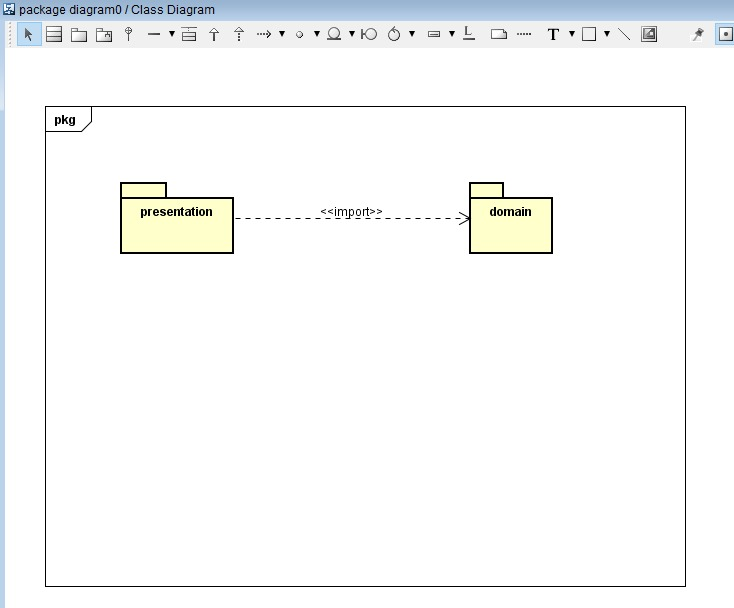 package diagram0 / Class Diagram
T
pkg
presentation
<<import>>
domain